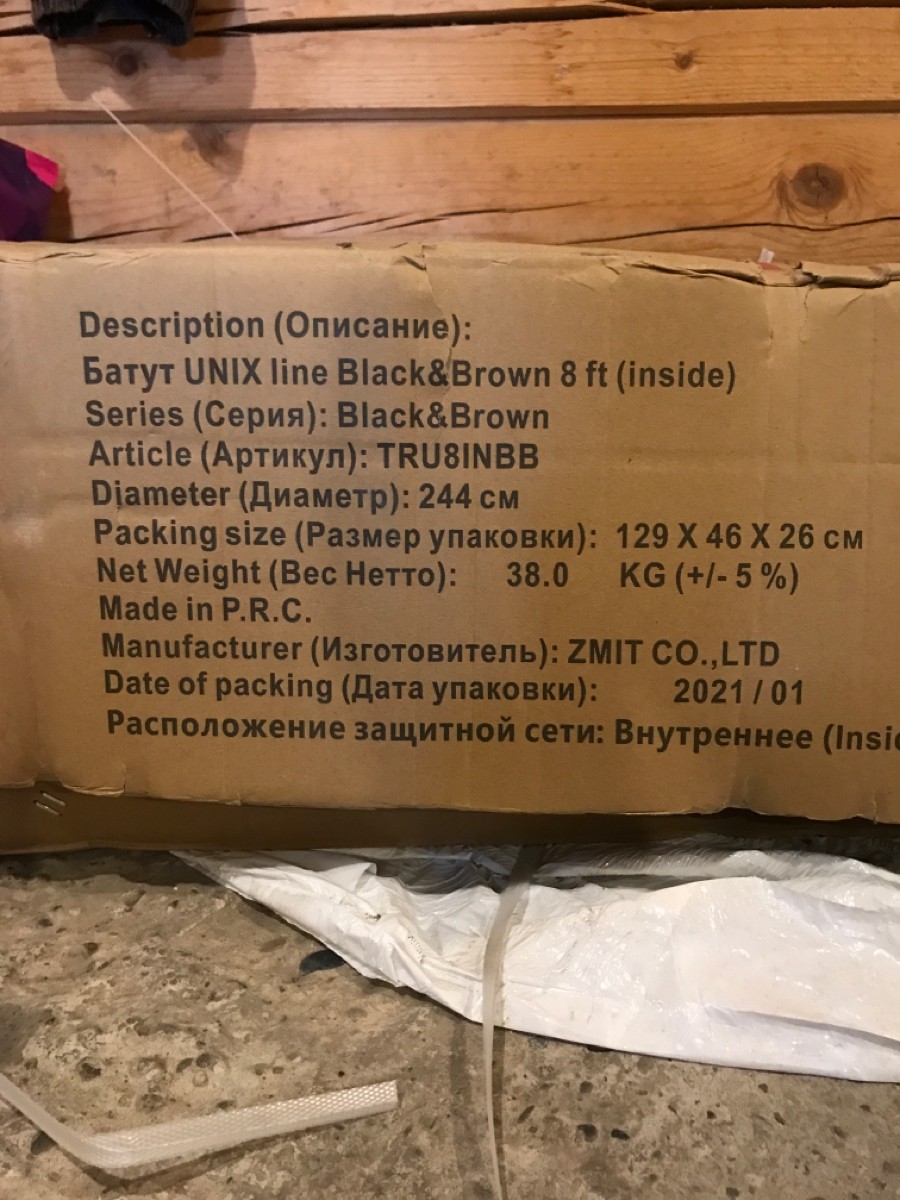 Description (Описание):
Батут UNIX line Black&Brown 8 ft (inside)
Series (Серия): Black&Brown
Article (Артикул): TRU8INBB
Diameter (Диаметр): 244 см
Packing size (Размер упаковки): 129 X 46 X 26 см
Net Weight (Вес Нетто): 38.0 KG (+/- 5 %)
Made in P.R.C.
Manufacturer (Изготовитель): ZMIT CO.,LTD
Date of packing (Дата упаковки): 2021 / 01
Расположение защитной сети: Внутреннее